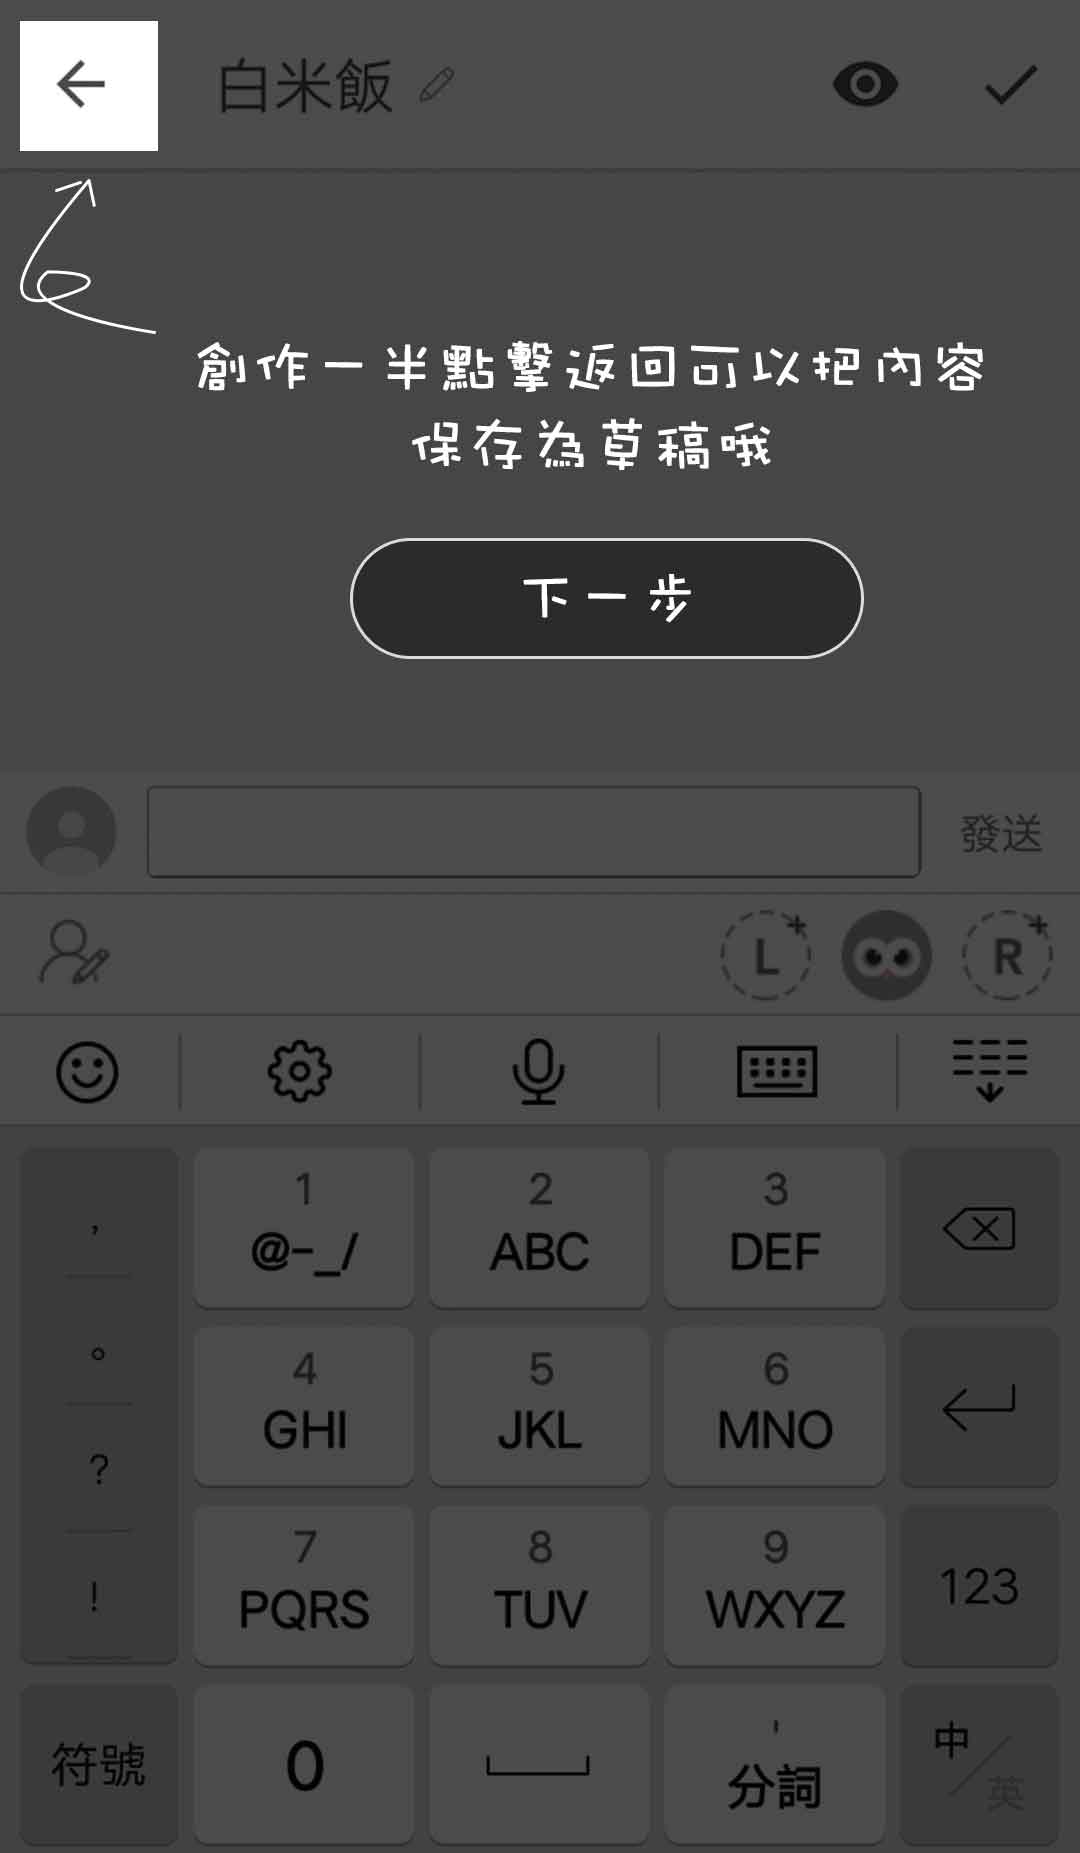 白米飯
創作一半點擊返回可以把內容
保存為草稿哦
下一步
發送
L+ R+
, 1 2 3
@-_/ ABC DEF
。 4 5 6
GHI JKL MNO
?
7 8 9
! PQRS TUV WXYZ 123
符號 0 ' 分詞 中/英